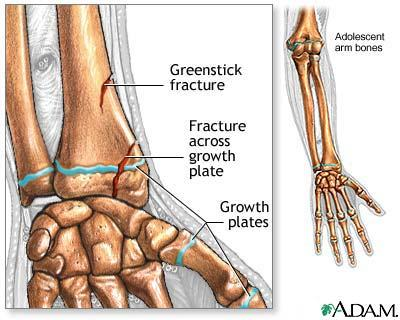 Greenstick
fracture
Fracture
across
growth
plate
Growth
plates
Adolescent
arm bones
A.D.A.M.